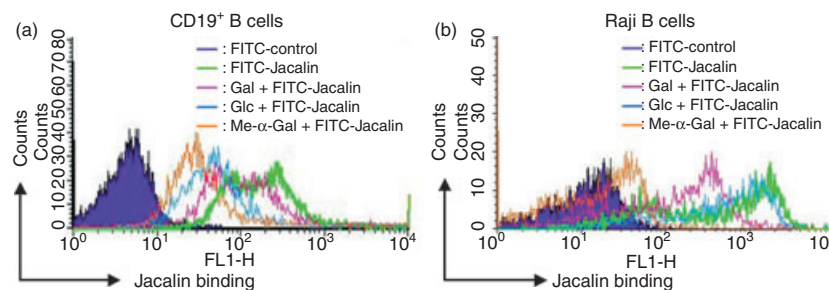 (a) CD19+ B cells
: FITC-control
: FITC-Jacalin
: Gal + FITC-Jacalin
: Glc + FITC-Jacalin
: Me-α-Gal + FITC-Jacalin
Counts
Counts
0 10 20 30 40 50 60 70 80
10^0 10^1 10^2 10^3 10^4
FL1-H
Jacalin binding
(b) Raji B cells
: FITC-control
: FITC-Jacalin
: Gal + FITC-Jacalin
: Glc + FITC-Jacalin
: Me-α-Gal + FITC-Jacalin
Counts
Counts
0 10 20 30 40 50
10^0 10^1 10^2 10^3
FL1-H
Jacalin binding